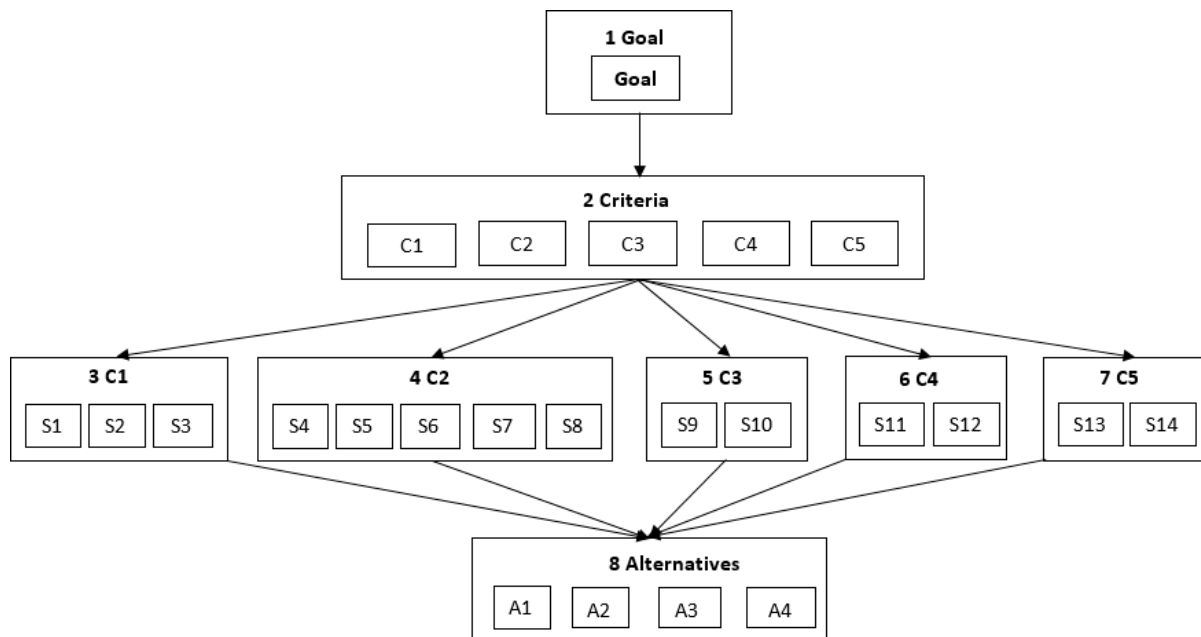 1 Goal
Goal
2 Criteria
C1 C2 C3 C4 C5
3 C1 4 C2 5 C3 6 C4 7 C5
S1 S2 S3 S4 S5 S6 S7 S8 S9 S10 S11 S12 S13 S14
8 Alternatives
A1 A2 A3 A4